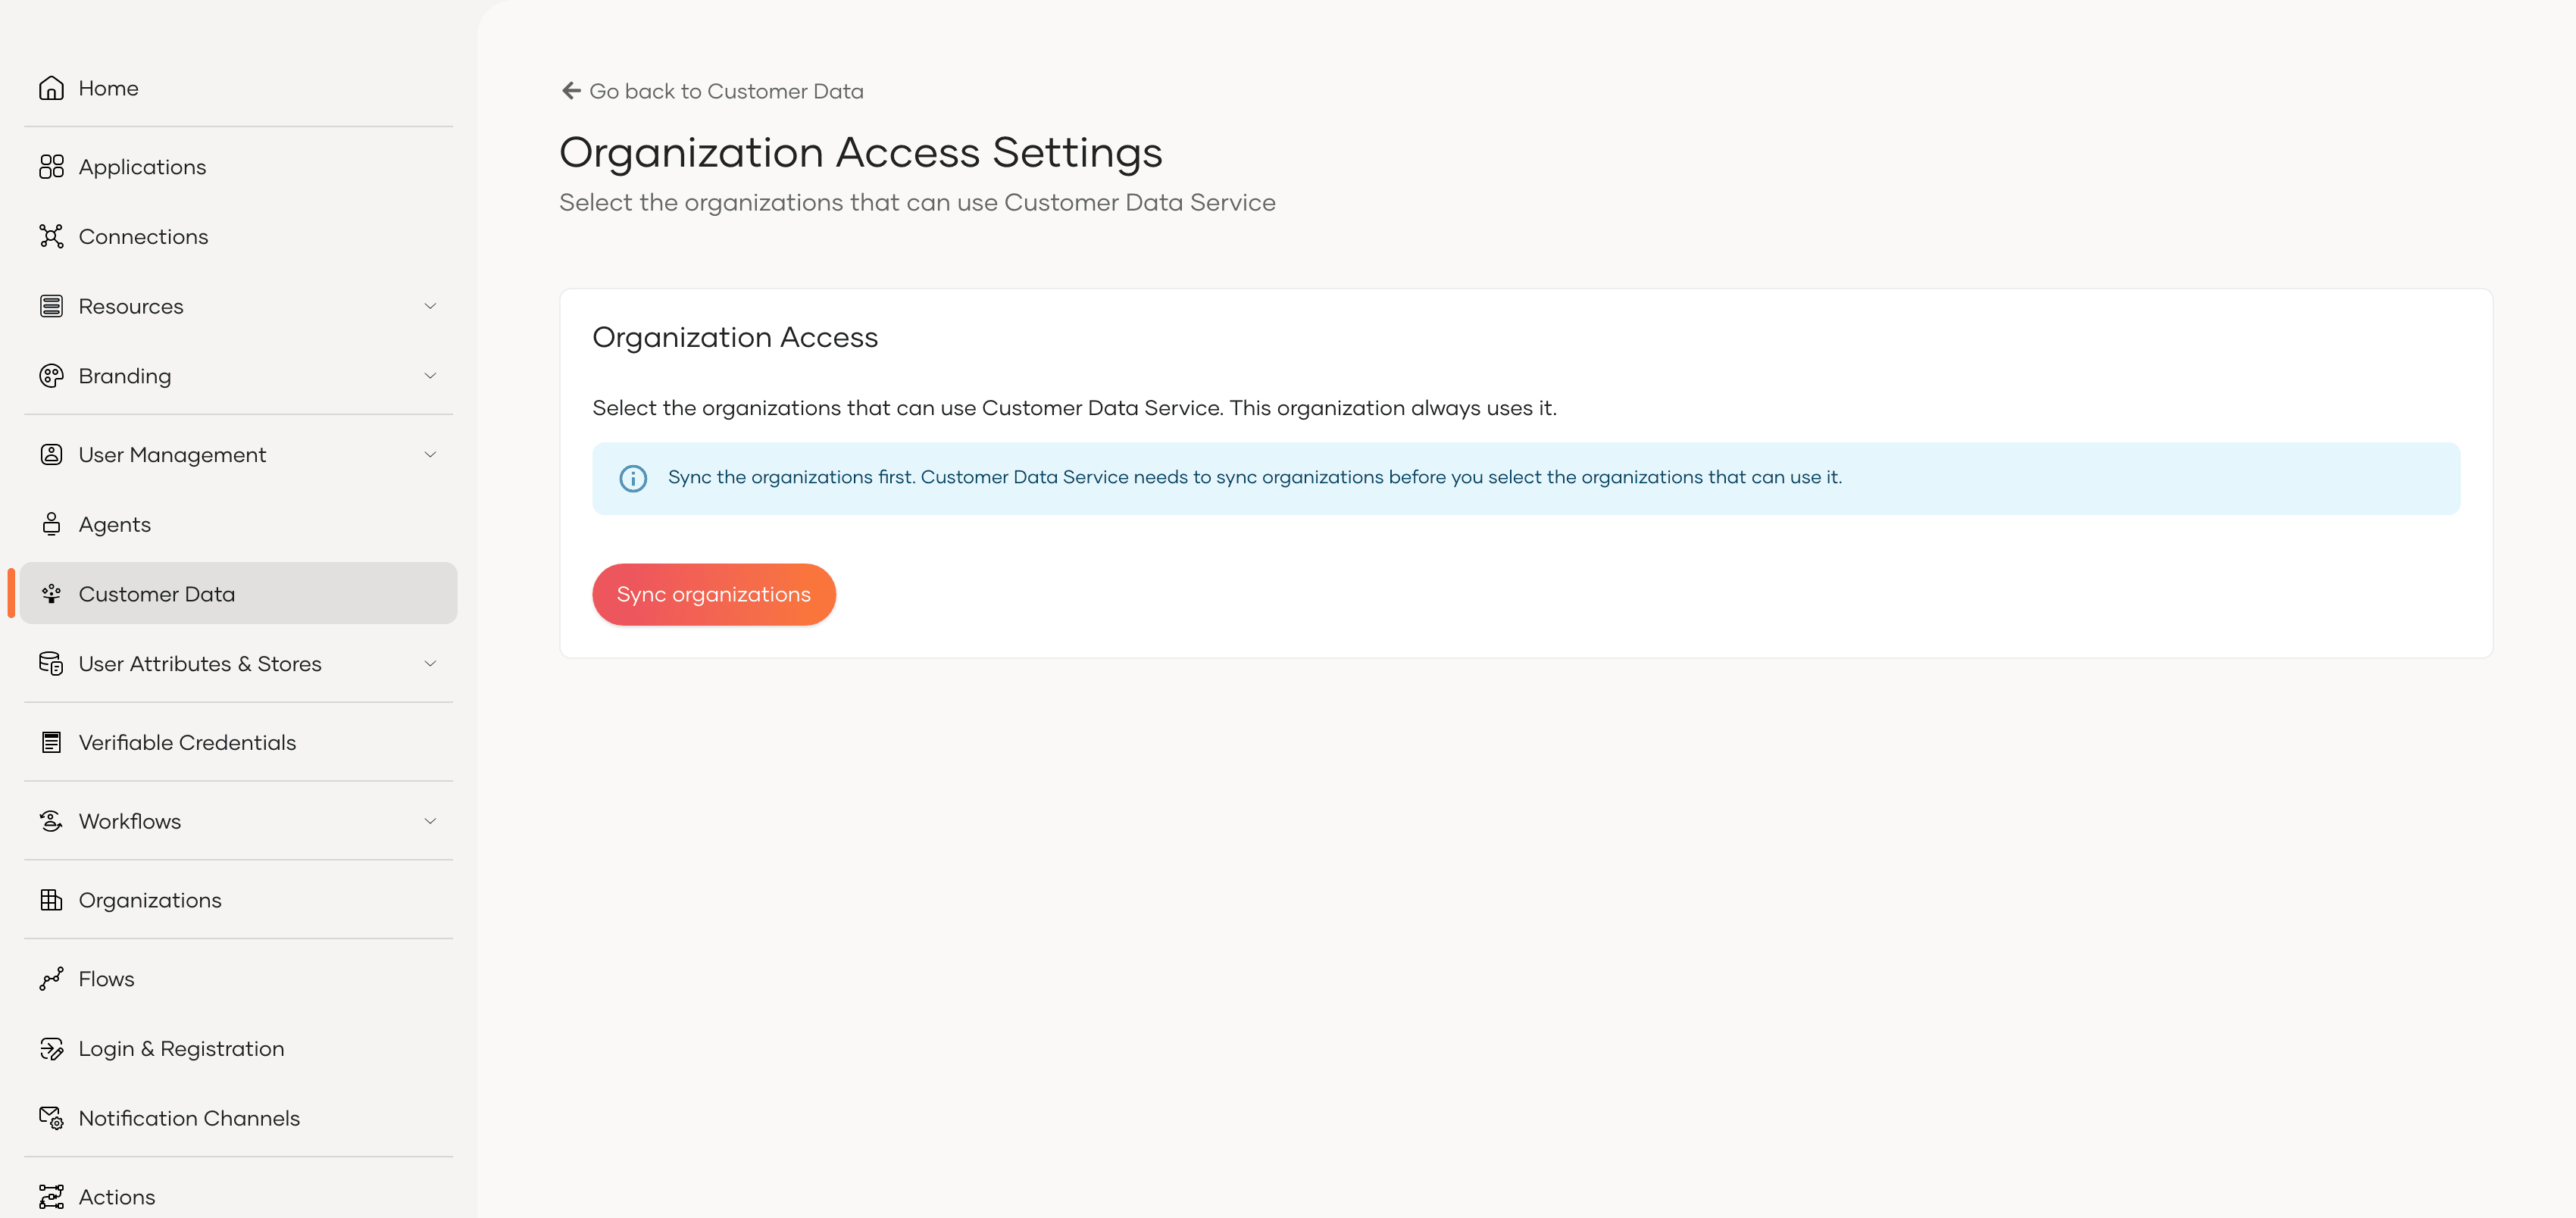 Home
Applications
Connections
Resources
Branding
User Management
Agents
Customer Data
User Attributes & Stores
Verifiable Credentials
Workflows
Organizations
Flows
Login & Registration
Notification Channels
Actions
Go back to Customer Data
Organization Access Settings
Select the organizations that can use Customer Data Service
Organization Access
Select the organizations that can use Customer Data Service. This organization always uses it.
Sync the organizations first. Customer Data Service needs to sync organizations before you select the organizations that can use it.
Sync organizations